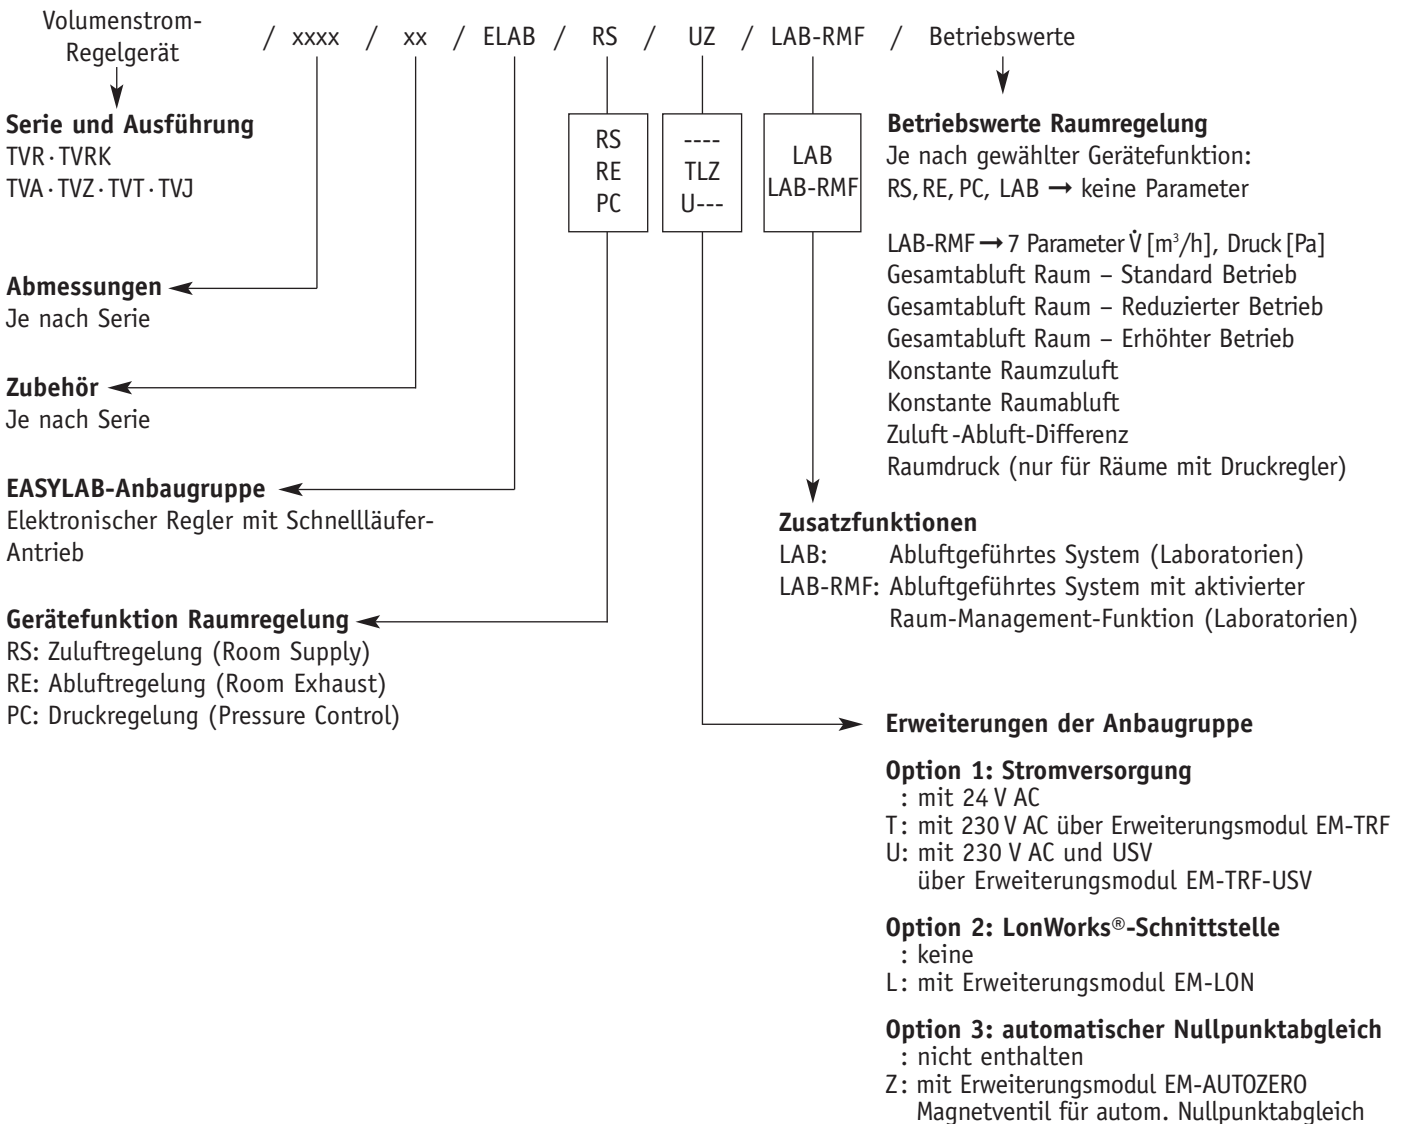 Volumenstrom-
Regelgerät
/ xxxx / xx / ELAB / RS / UZ / LAB-RMF / Betriebswerte
Serie und Ausführung
TVR · TVRK
TVA · TVZ · TVT · TVJ
Abmessungen
Je nach Serie
Zubehör
Je nach Serie
EASYLAB-Anbaugruppe
Elektronischer Regler mit Schnellläufer-
Antrieb
Gerätefunktion Raumregelung
RS: Zuluftregelung (Room Supply)
RE: Abluftregelung (Room Exhaust)
PC: Druckregelung (Pressure Control)
RS
RE
PC
----
TLZ
U---
LAB
LAB-RMF
Betriebswerte Raumregelung
Je nach gewählter Gerätefunktion:
RS, RE, PC, LAB → keine Parameter
LAB-RMF → 7 Parameter V̇ [m³/h], Druck [Pa]
Gesamtabluft Raum – Standard Betrieb
Gesamtabluft Raum – Reduzierter Betrieb
Gesamtabluft Raum – Erhöhter Betrieb
Konstante Raumzuluft
Konstante Raumabluft
Zuluft-Abluft-Differenz
Raumdruck (nur für Räume mit Druckregler)
Zusatzfunktionen
LAB: Abluftgeführtes System (Laboratorien)
LAB-RMF: Abluftgeführtes System mit aktivierter
Raum-Management-Funktion (Laboratorien)
Erweiterungen der Anbaugruppe
Option 1: Stromversorgung
: mit 24 V AC
T: mit 230 V AC über Erweiterungsmodul EM-TRF
U: mit 230 V AC und USV
über Erweiterungsmodul EM-TRF-USV
Option 2: LonWorks®-Schnittstelle
: keine
L: mit Erweiterungsmodul EM-LON
Option 3: automatischer Nullpunktabgleich
: nicht enthalten
Z: mit Erweiterungsmodul EM-AUTOZERO
Magnetventil für autom. Nullpunktabgleich